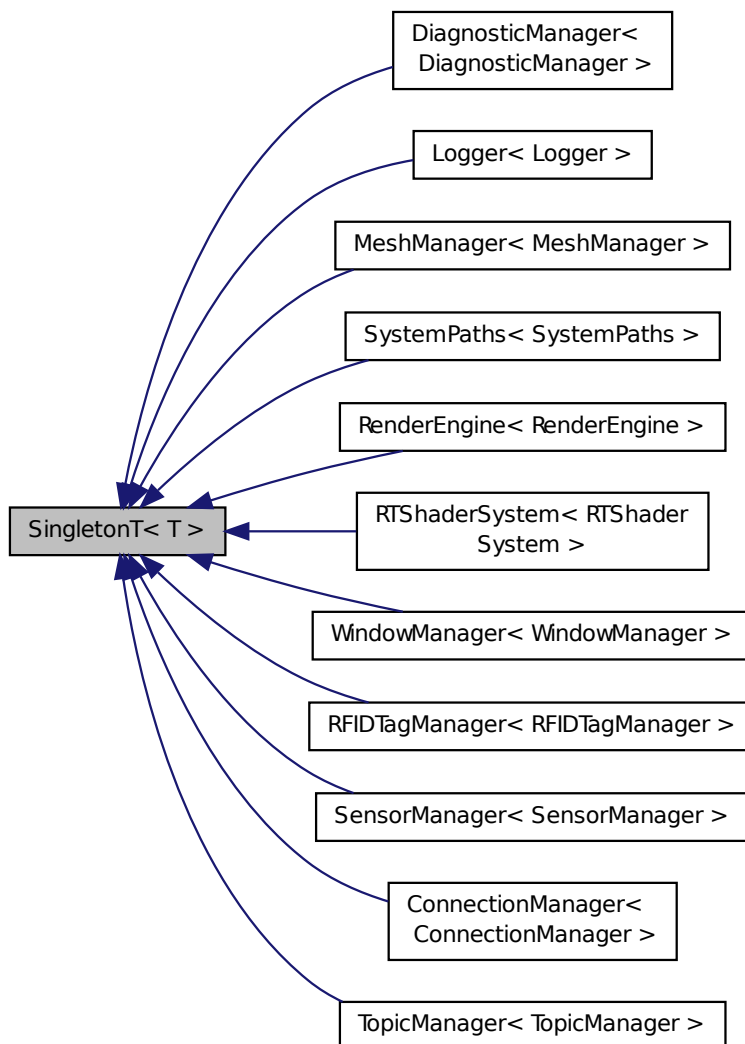 DiagnosticManager<
DiagnosticManager >
Logger< Logger >
MeshManager< MeshManager >
SystemPaths< SystemPaths >
RenderEngine< RenderEngine >
SingletonT< T >
RTShaderSystem< RTShader
System >
WindowManager< WindowManager >
RFIDTagManager< RFIDTagManager >
SensorManager< SensorManager >
ConnectionManager<
ConnectionManager >
TopicManager< TopicManager >